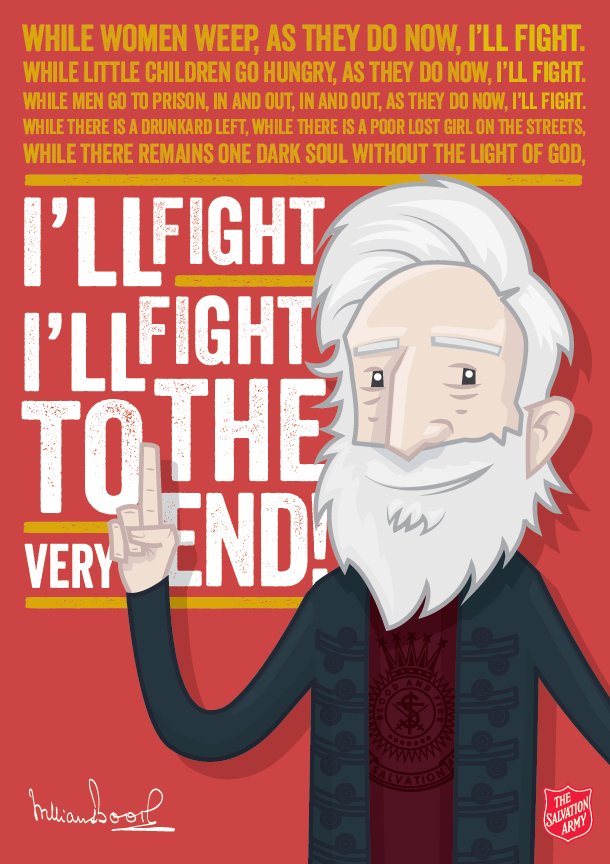 WHILE WOMEN WEEP, AS THEY DO NOW, I'LL FIGHT.
WHILE LITTLE CHILDREN GO HUNGRY, AS THEY DO NOW, I'LL FIGHT.
WHILE MEN GO TO PRISON, IN AND OUT, IN AND OUT, AS THEY DO NOW, I'LL FIGHT.
WHILE THERE IS A DRUNKARD LEFT, WHILE THERE IS A POOR LOST GIRL ON THE STREETS,
WHILE THERE REMAINS ONE DARK SOUL WITHOUT THE LIGHT OF GOD,
I'LL FIGHT
I'LL FIGHT
TO THE
VERY END!
BLOOD AND FIRE
S
SALVATION
William Booth
THE
SALVATION
ARMY